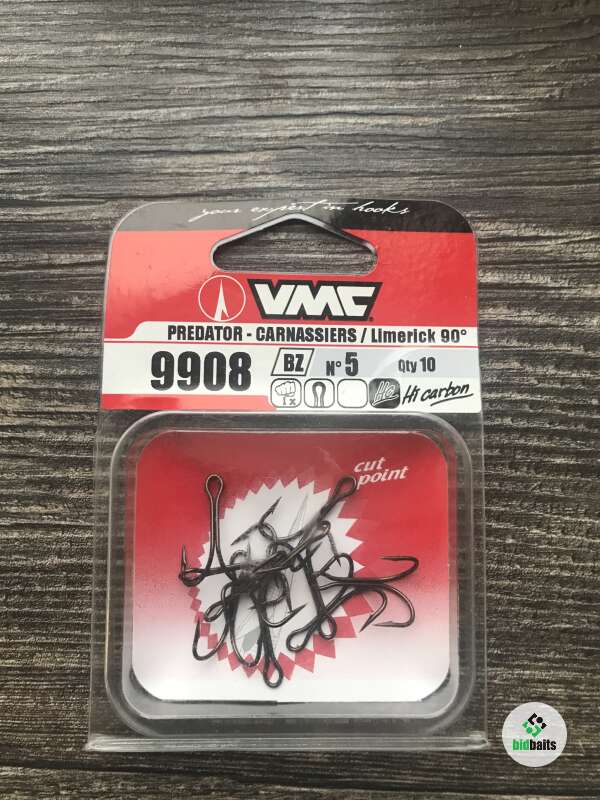 your expert in hooks
VMC
PREDATOR - CARNASSIERS / Limerick 90°
9908 BZ N° 5 Qty 10
1x HC Hi carbon
cut
point
bidbaits